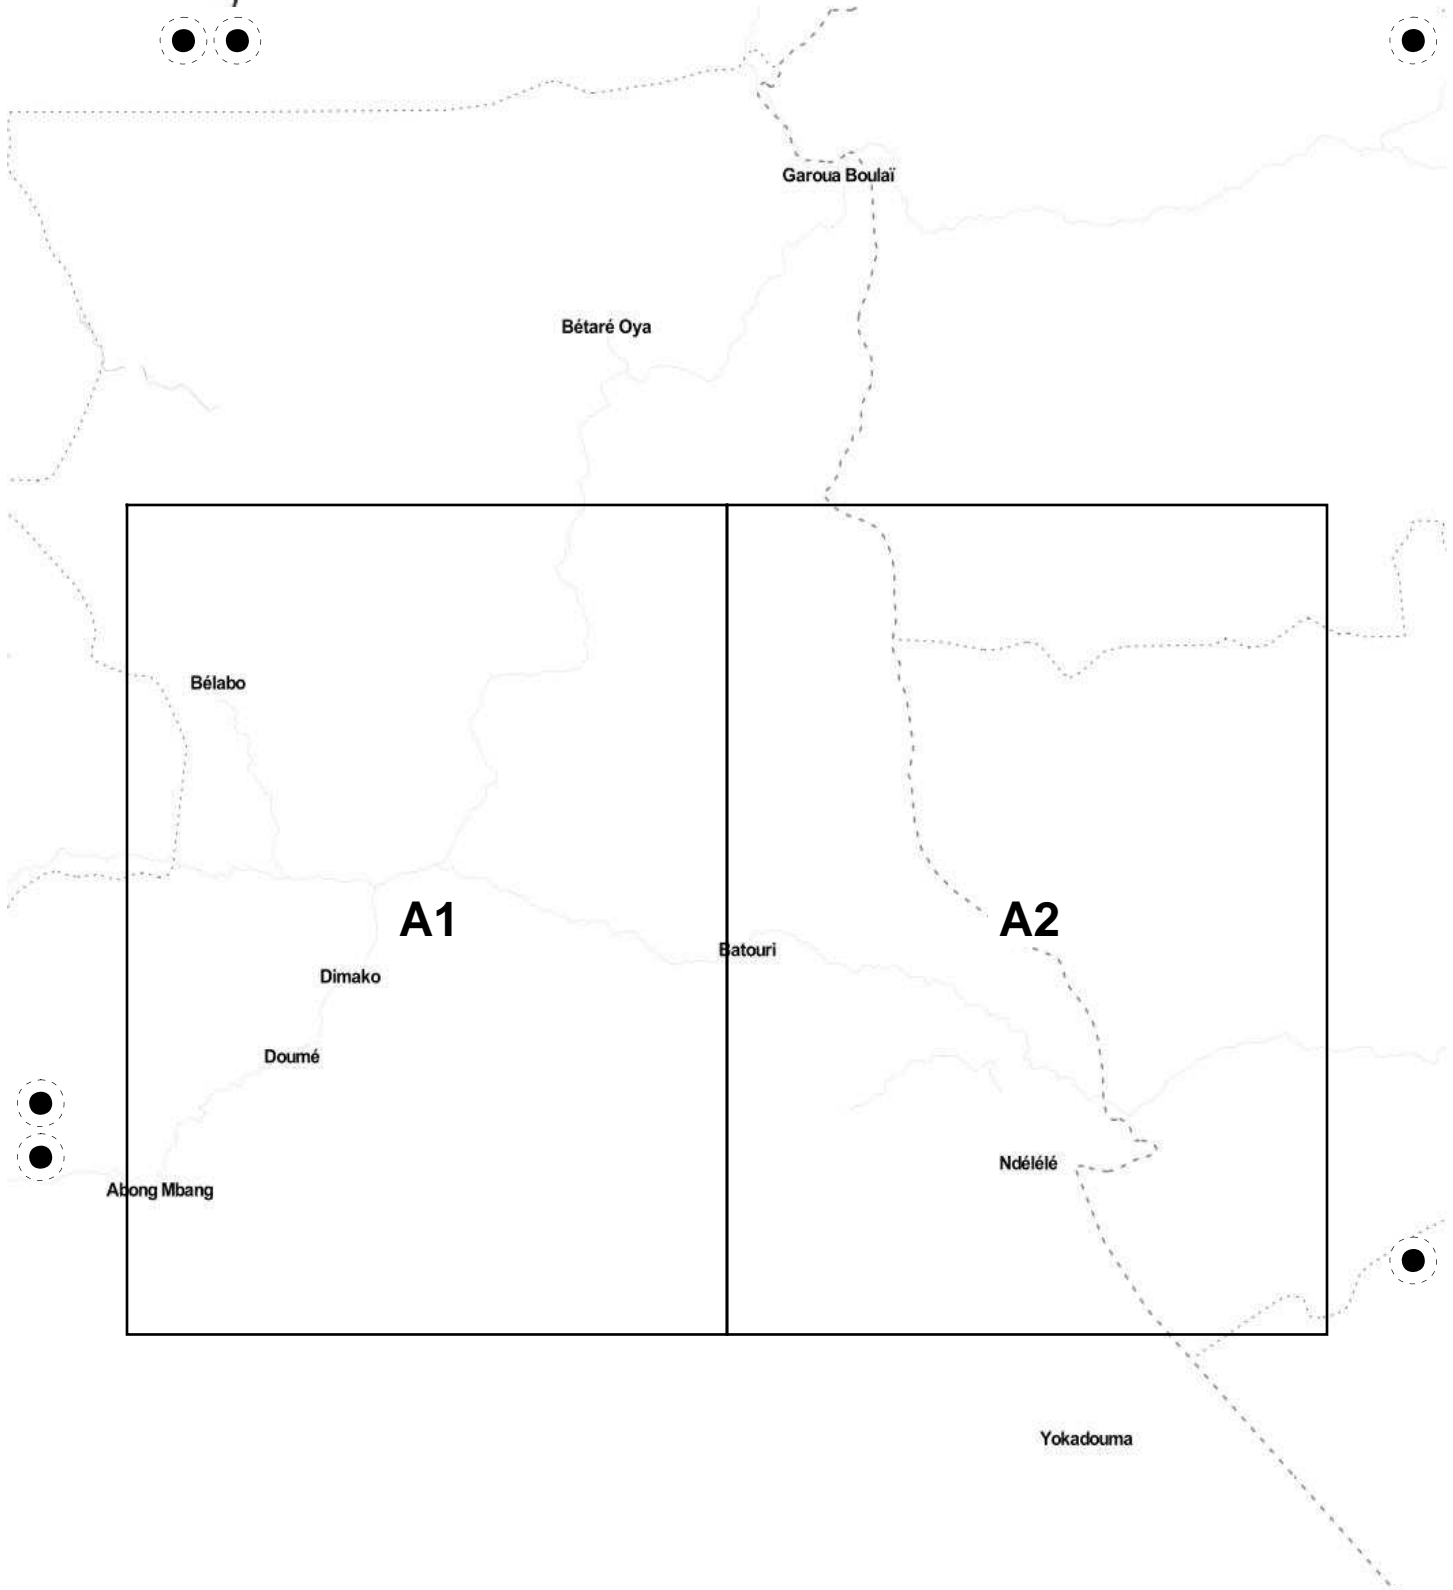 Garoua Boulaï
Bétaré Oya
Bélabo
A1
A2
Batouri
Dimako
Doumé
Ndélélé
Abong Mbang
Yokadouma